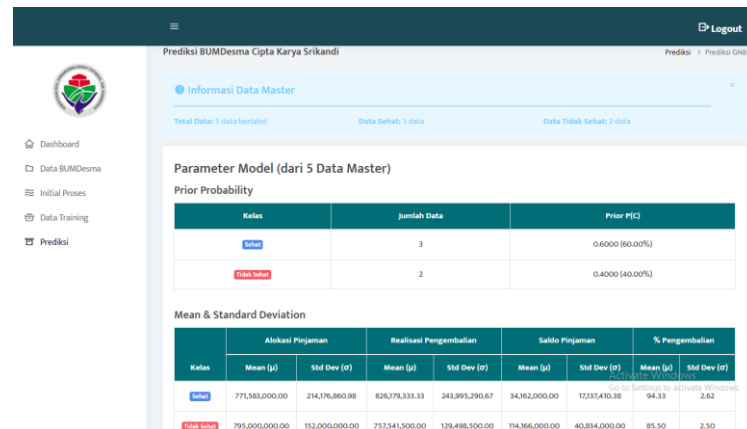 Logout
Prediksi BUMDesma Cipta Karya Srikandi
Prediksi > Prediksi GNB
Informasi Data Master ×
Total Data: 5 data berlabel Data Sehat: 3 data Data Tidak Sehat: 2 data
Dashboard
Data BUMDesma
Initial Proses
Data Training
Prediksi
Parameter Model (dari 5 Data Master)
Prior Probability
Kelas Jumlah Data Prior P(C)
Sehat 3 0.6000 (60.00%)
Tidak Sehat 2 0.4000 (40.00%)
Mean & Standard Deviation
Alokasi Pinjaman Realisasi Pengembalian Saldo Pinjaman % Pengembalian
Kelas Mean (μ) Std Dev (σ) Mean (μ) Std Dev (σ) Mean (μ) Std Dev (σ) Mean (μ) Std Dev (σ)
Sehat 771,583,000.00 214,176,860.98 826,179,333.33 243,995,290.67 34,162,000.00 17,137,410.38 94.33 2.62
Tidak Sehat 795,000,000.00 152,000,000.00 757,541,500.00 129,498,500.00 114,166,000.00 40,834,000.00 85.50 2.50
Activate Windows
Go to Settings to activate Windows.